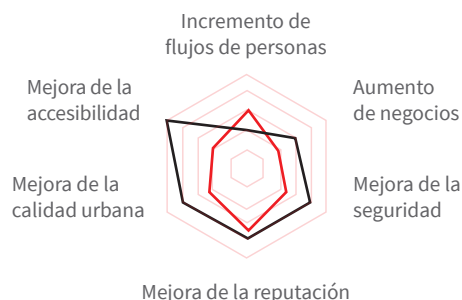 Incremento de
flujos de personas
Mejora de la
accesibilidad
Aumento
de negocios
Mejora de la
calidad urbana
Mejora de la
seguridad
Mejora de la reputación